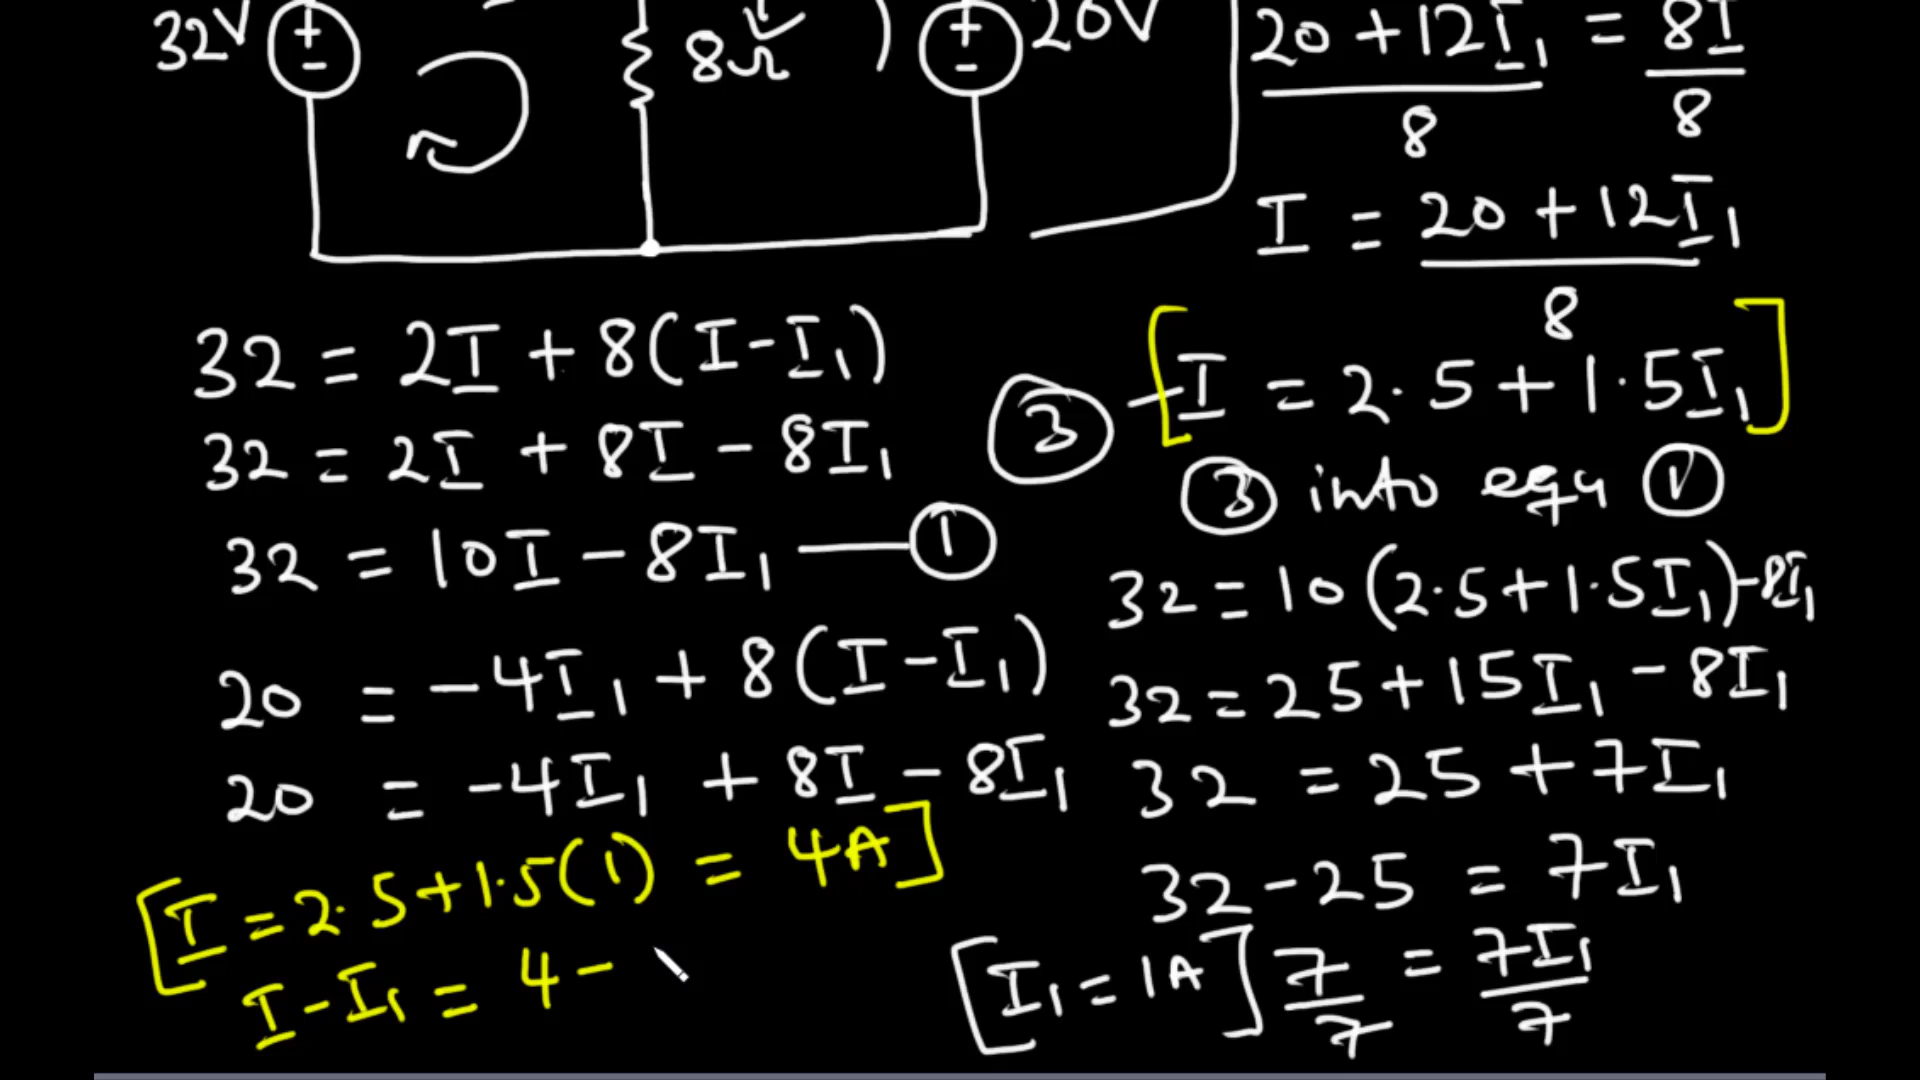 32V
8Ω
20V
32 = 2I + 8(I - I₁)
32 = 2I + 8I - 8I₁
32 = 10I - 8I₁ — ①
20 = -4I₁ + 8(I - I₁)
20 = -4I₁ + 8I - 8I₁
[I = 2.5 + 1.5(1) = 4A]
I - I₁ = 4 -
20 + 12I₁ = 8I
8 8
I = 20 + 12I₁
8
③ - [I = 2.5 + 1.5I₁]
③ into eqn ①
32 = 10(2.5 + 1.5I₁) - 8I₁
32 = 25 + 15I₁ - 8I₁
32 = 25 + 7I₁
32 - 25 = 7I₁
[I₁ = 1A] 7 = 7I₁
7 7